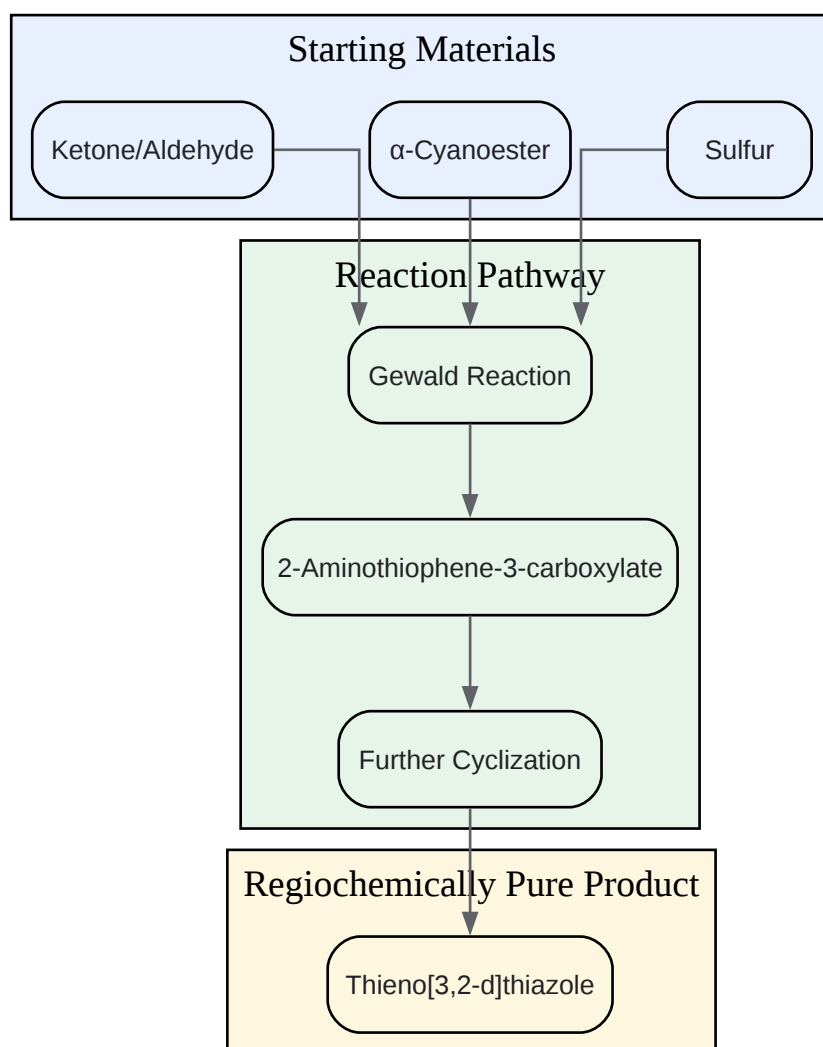 Starting Materials
Ketone/Aldehyde
α-Cyanoester
Sulfur
Reaction Pathway
Gewald Reaction
2-Aminothiophene-3-carboxylate
Further Cyclization
Regiochemically Pure Product
Thieno[3,2-d]thiazole